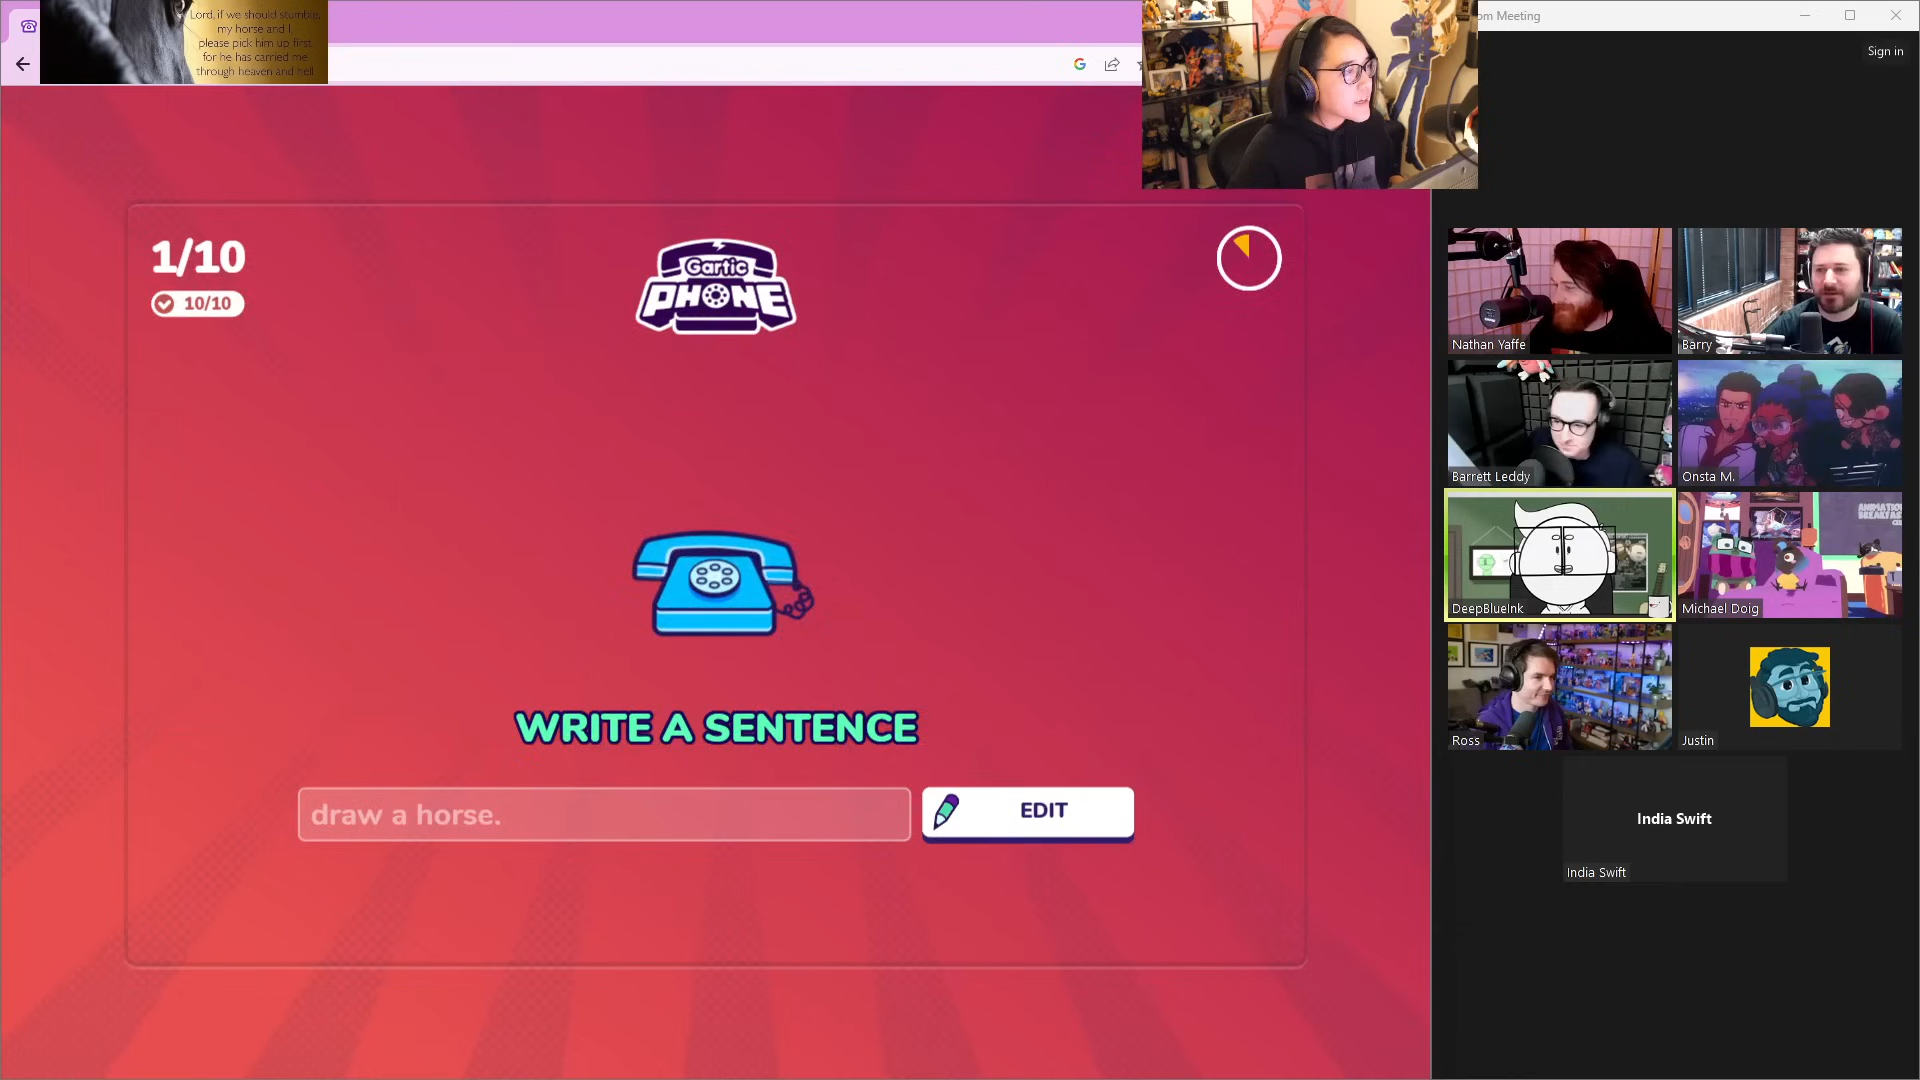 Lord, if we should stumble,
my horse and I,
please pick him up first
for he has carried me
through heaven and hell
om Meeting
Sign in
1/10
10/10
Gartic
PHONE
WRITE A SENTENCE
draw a horse.
EDIT
Nathan Yaffe
Barry
Barrett Leddy
Onsta M.
DeepBlueInk
ANIMATION
BREAKFAST
Michael Doig
Ross
Justin
India Swift
India Swift